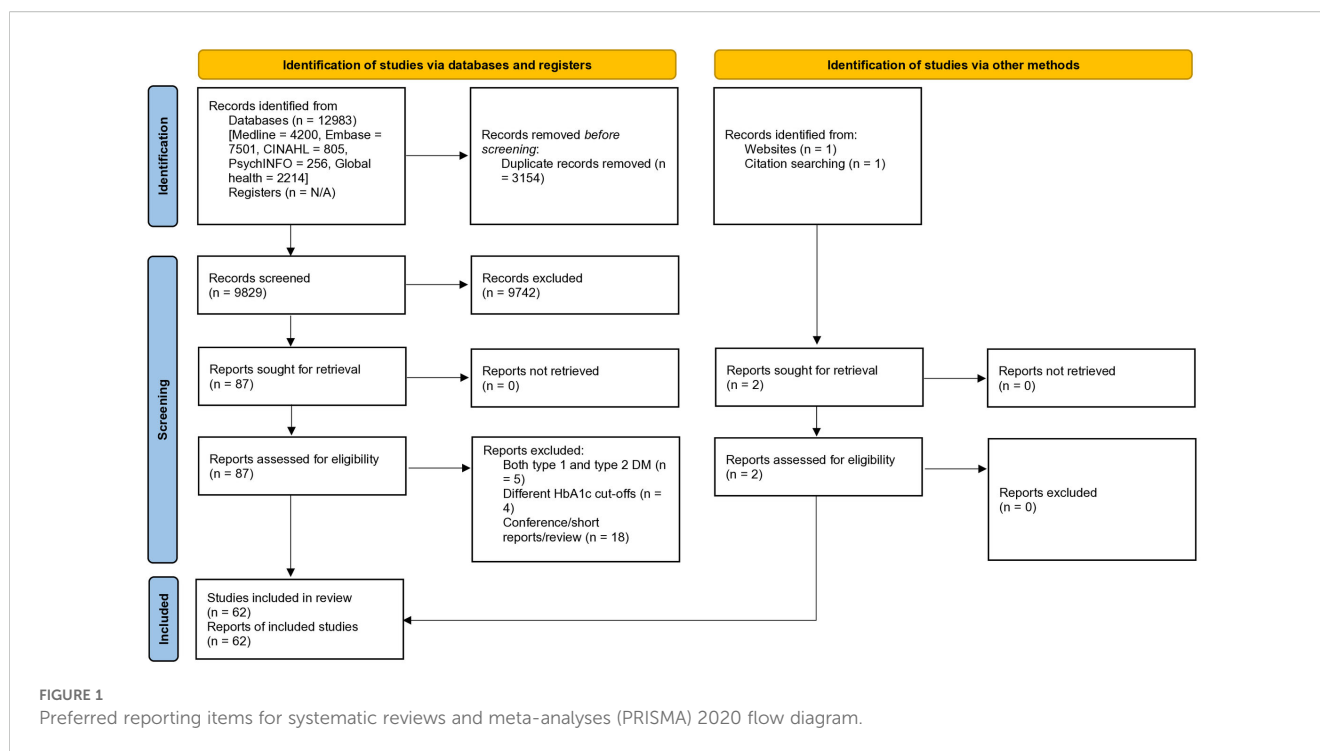 Identification of studies via databases and registers
Identification of studies via other methods
Identification
Records identified from
Databases (n = 12983)
[Medline = 4200, Embase =
7501, CINAHL = 805,
PsychINFO = 256, Global
health = 2214]
Registers (n = N/A)
Records removed before
screening:
Duplicate records removed (n
= 3154)
Records identified from:
Websites (n = 1)
Citation searching (n = 1)
Screening
Records screened
(n = 9829)
Records excluded
(n = 9742)
Reports sought for retrieval
(n = 87)
Reports not retrieved
(n = 0)
Reports sought for retrieval
(n = 2)
Reports not retrieved
(n = 0)
Reports assessed for eligibility
(n = 87)
Reports excluded:
Both type 1 and type 2 DM (n
= 5)
Different HbA1c cut-offs (n =
4)
Conference/short
reports/review (n = 18)
Reports assessed for eligibility
(n = 2)
Reports excluded
(n = 0)
Included
Studies included in review
(n = 62)
Reports of included studies
(n = 62)
FIGURE 1
Preferred reporting items for systematic reviews and meta-analyses (PRISMA) 2020 flow diagram.